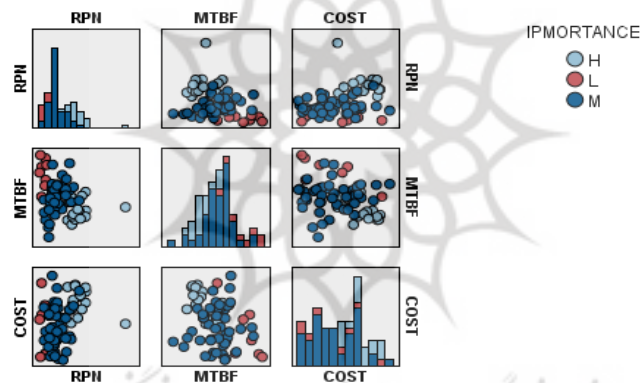 RPN MTBF COST
IPMORTANCE
H
L
M
RPN RPN
MTBF MTBF
COST COST
RPN MTBF COST